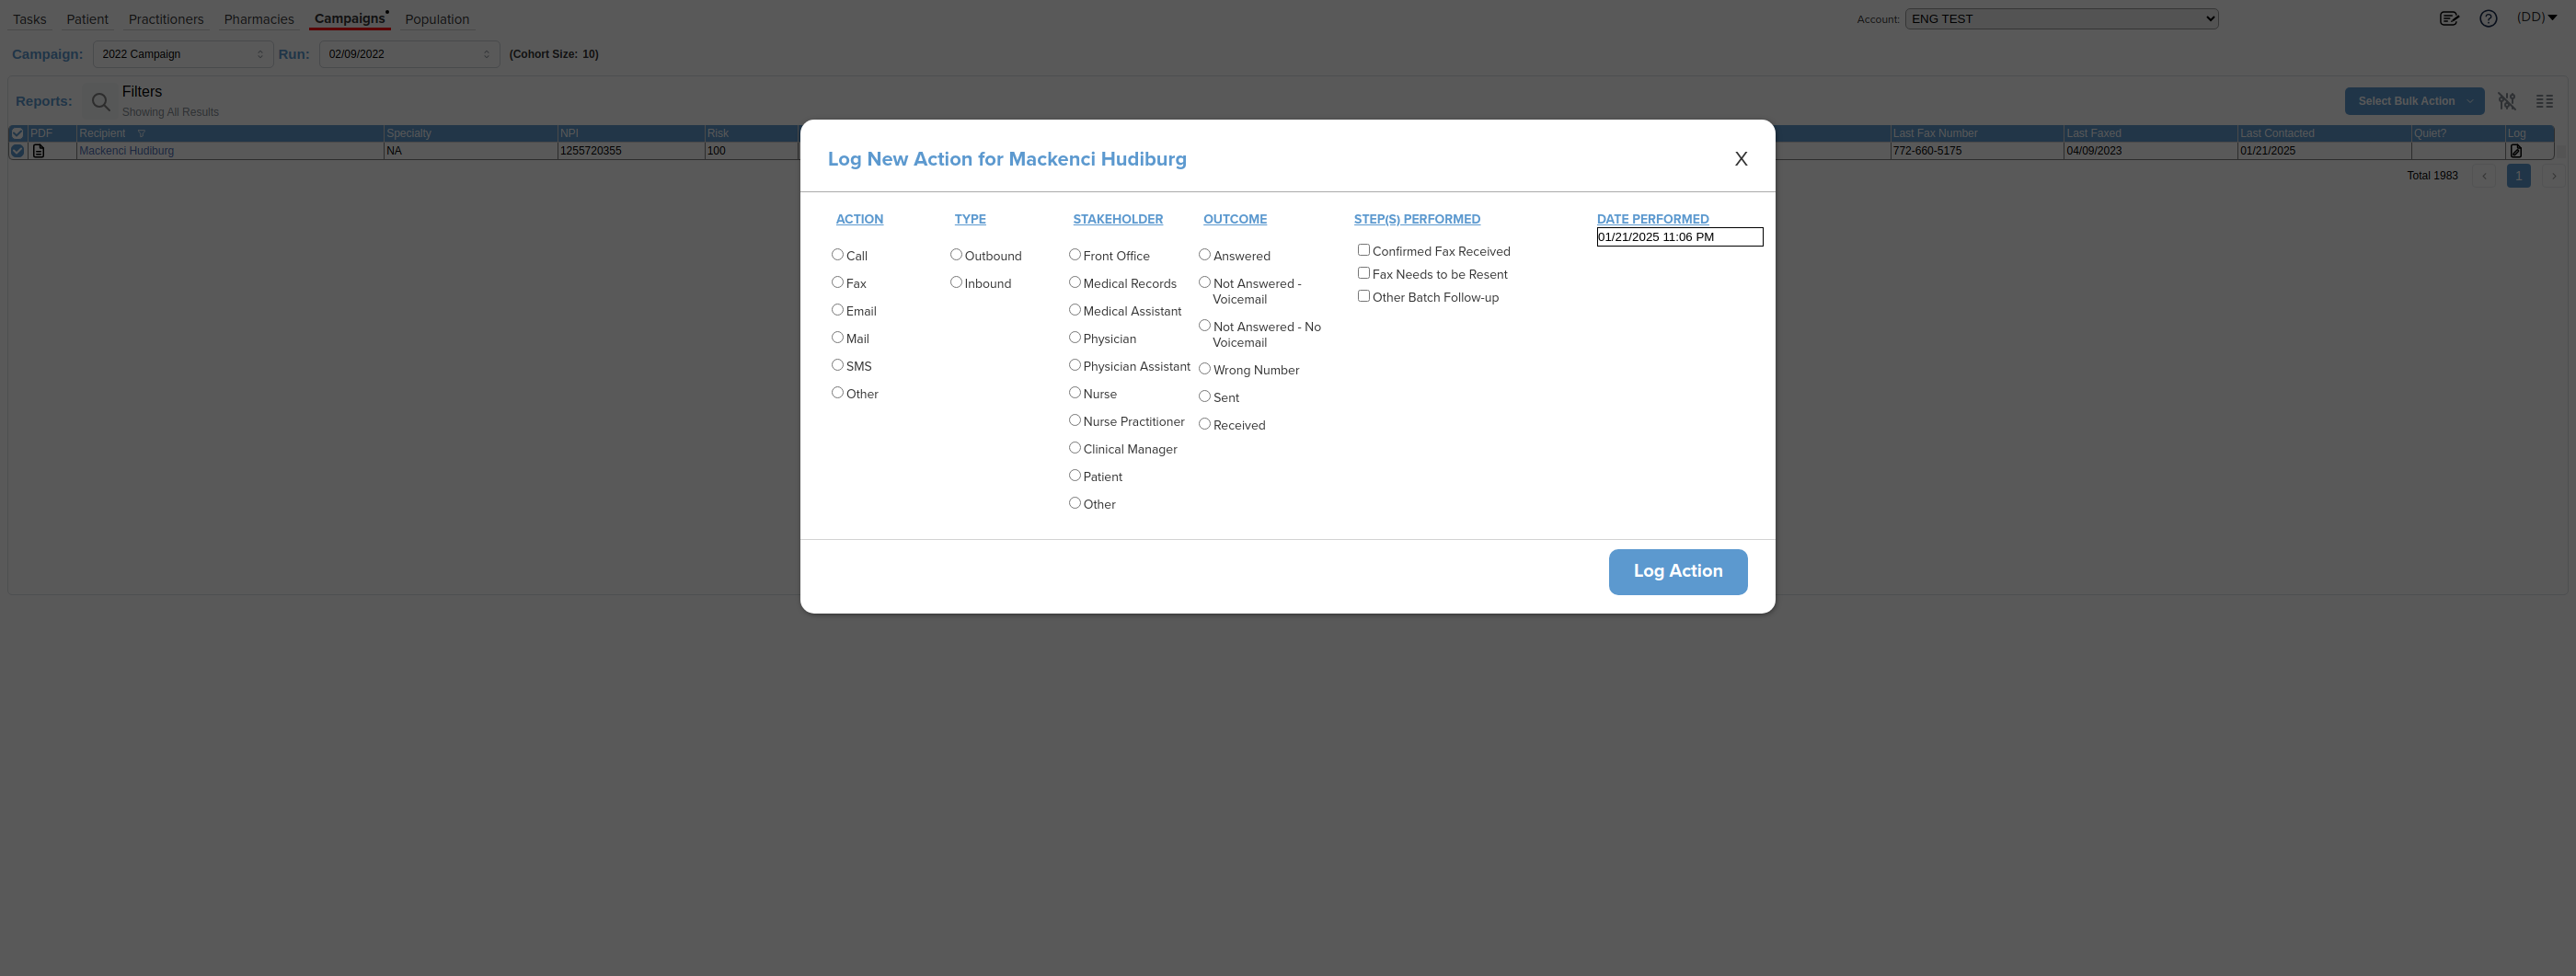 Tasks Patient Practitioners Pharmacies Campaigns Population Account: ENG TEST (DD)
Campaign: 2022 Campaign Run: 02/09/2022 (Cohort Size: 10)
Reports: Filters
Showing All Results
Select Bulk Action
PDF Recipient Specialty NPI Risk Last Fax Number Last Faxed Last Contacted Quiet? Log
Mackenci Hudiburg NA 1255720355 100 772-660-5175 04/09/2023 01/21/2025
Total 1983 1
Log New Action for Mackenci Hudiburg X
ACTION
Call
Fax
Email
Mail
SMS
Other
TYPE
Outbound
Inbound
STAKEHOLDER
Front Office
Medical Records
Medical Assistant
Physician
Physician Assistant
Nurse
Nurse Practitioner
Clinical Manager
Patient
Other
OUTCOME
Answered
Not Answered -
Voicemail
Not Answered - No
Voicemail
Wrong Number
Sent
Received
STEP(S) PERFORMED
Confirmed Fax Received
Fax Needs to be Resent
Other Batch Follow-up
DATE PERFORMED
01/21/2025 11:06 PM
Log Action